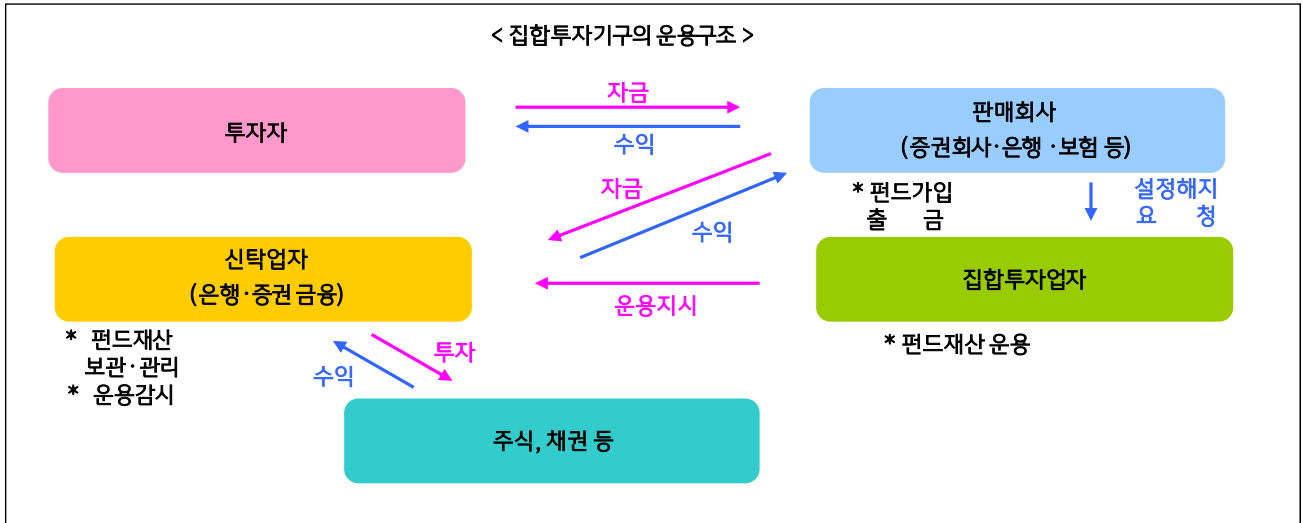 < 집합투자기구의 운용구조 >
자금
투자자
판매회사
(증권회사·은행 ·보험 등)
수익
자금
* 펀드가입
출 금
설정해지
요 청
수익
신탁업자
(은행·증권 금융)
집합투자업자
운용지시
* 펀드재산
보관·관리
* 운용감시
* 펀드재산 운용
투자
수익
주식, 채권 등